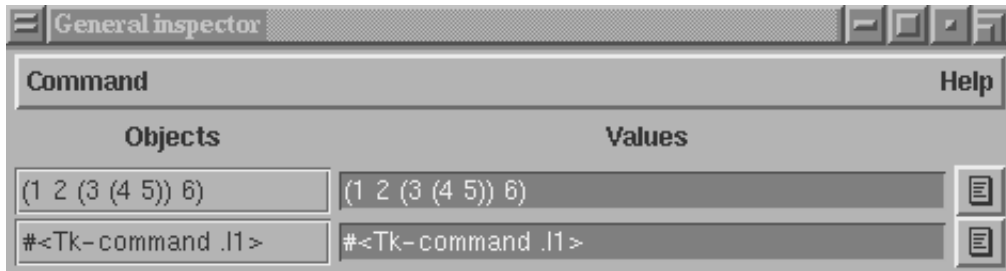 General inspector
Command Help
Objects Values
(1 2 (3 (4 5)) 6) (1 2 (3 (4 5)) 6)
#<Tk-command .l1> #<Tk-command .l1>